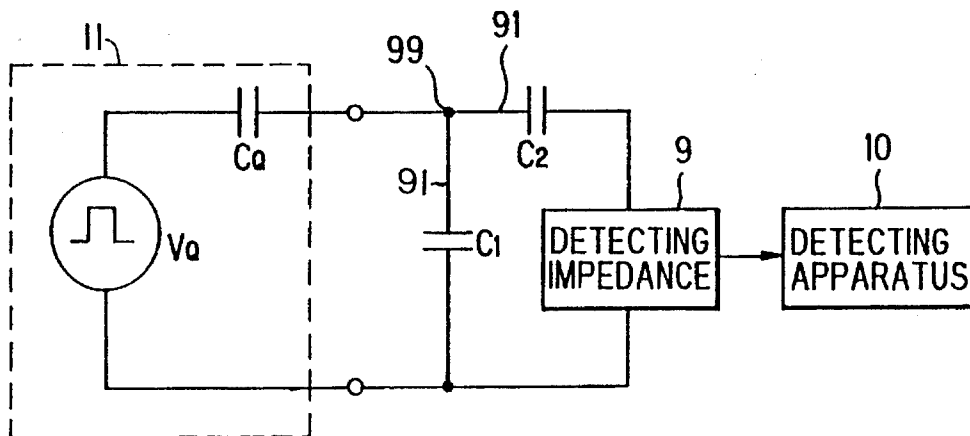 11
99
91
CQ
C2
9
10
91
VQ
C1
DETECTING
IMPEDANCE
DETECTING
APPARATUS